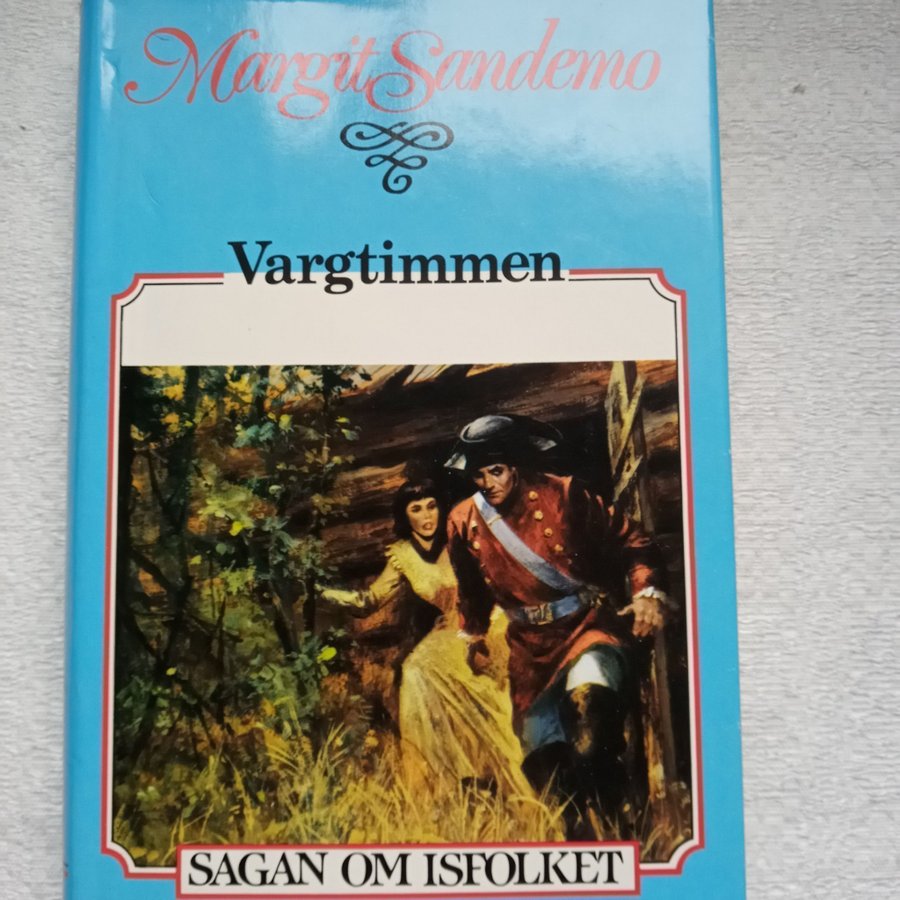 Margit Sandemo
Vargtimmen
SAGAN OM ISFOLKET